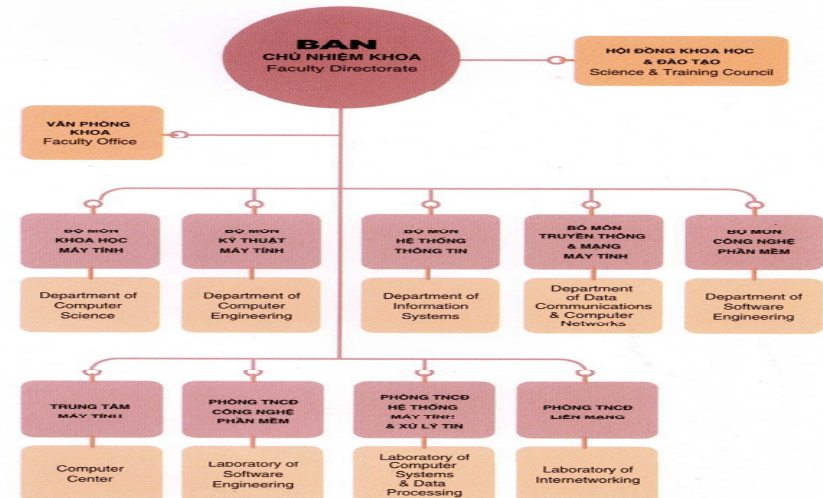 BAN
CHỦ NHIỆM KHOA
Faculty Directorate
HỘI ĐỒNG KHOA HỌC
& ĐÀO TẠO
Science & Training Council
VĂN PHÒNG
KHOA
Faculty Office
BỘ MÔN
KHOA HỌC
MÁY TÍNH
Department of
Computer
Science
BỘ MÔN
KỸ THUẬT
MÁY TÍNH
Department of
Computer
Engineering
BỘ MÔN
HỆ THỐNG
THÔNG TIN
Department of
Information
Systems
BỘ MÔN
TRUYỀN THÔNG
& MẠNG
MÁY TÍNH
Department
of Data
Communications
& Computer
Networks
BỘ MÔN
CÔNG NGHỆ
PHẦN MỀM
Department of
Software
Engineering
TRUNG TÂM
MÁY TÍNH
Computer
Center
PHÒNG TNCĐ
CÔNG NGHỆ
PHẦN MỀM
Laboratory of
Software
Engineering
PHÒNG TNCĐ
HỆ THỐNG
MÁY TÍNH
& XỬ LÝ TIN
Laboratory of
Computer
Systems
& Data
Processing
PHÒNG TNCĐ
LIÊN MẠNG
Laboratory of
Internetworking